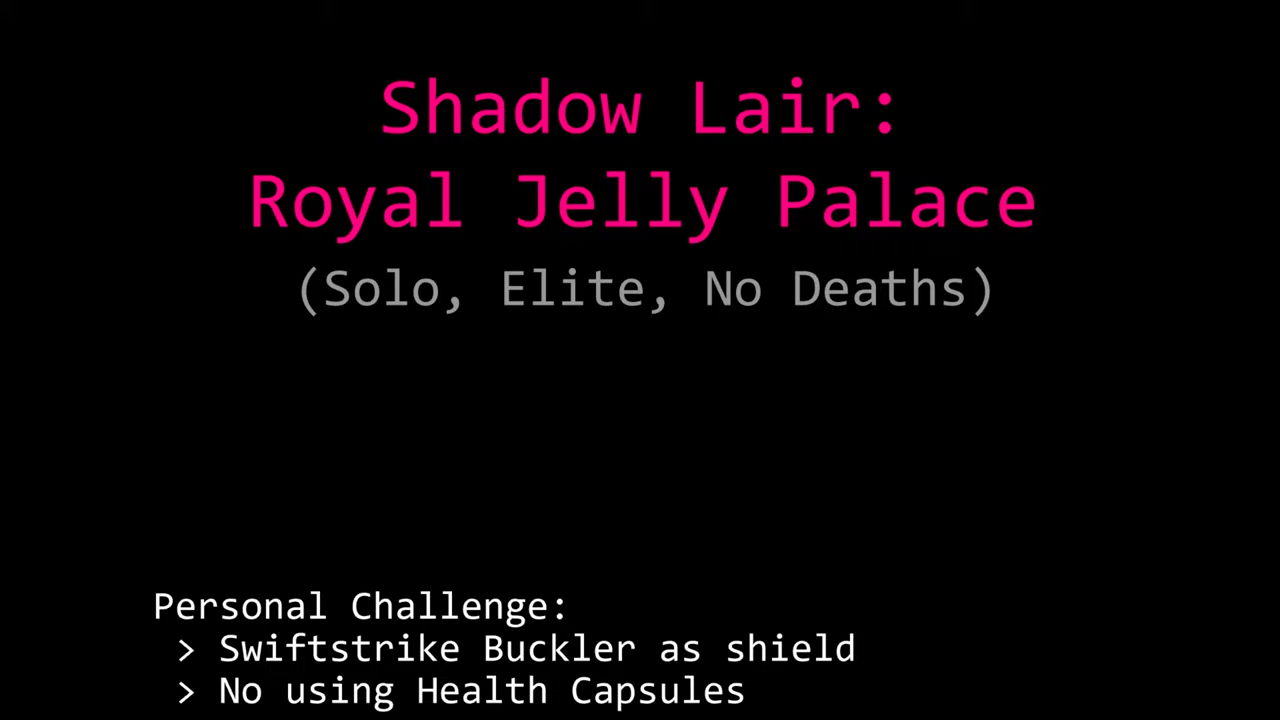 Shadow Lair:
Royal Jelly Palace
(Solo, Elite, No Deaths)
Personal Challenge:
> Swiftstrike Buckler as shield
> No using Health Capsules